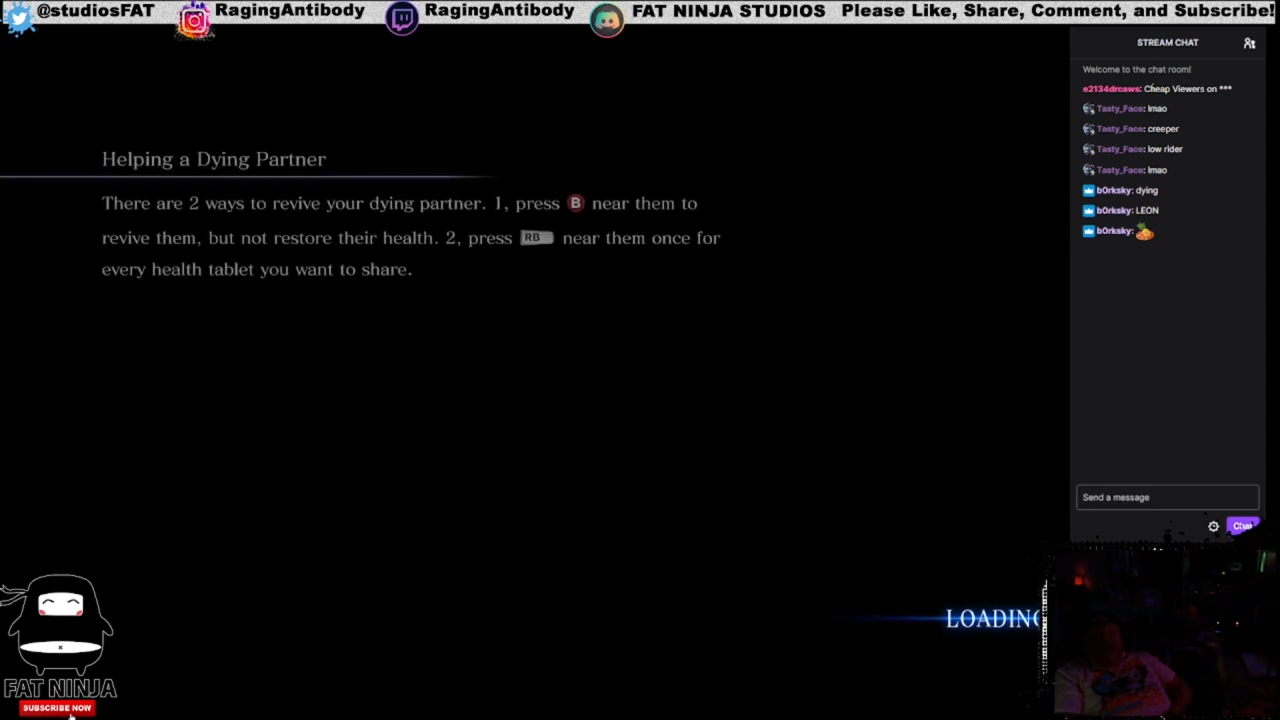 @studiosFAT RagingAntibody RagingAntibody FAT NINJA STUDIOS Please Like, Share, Comment, and Subscribe!
STREAM CHAT
Welcome to the chat room!
e2134drcaws: Cheap Viewers on ***
Tasty_Face: lmao
Tasty_Face: creeper
Tasty_Face: low rider
Tasty_Face: lmao
b0rksky: dying
b0rksky: LEON
b0rksky:
Send a message
Chat
Helping a Dying Partner
There are 2 ways to revive your dying partner. 1, press B near them to
revive them, but not restore their health. 2, press RB near them once for
every health tablet you want to share.
LOADING
FAT NINJA
SUBSCRIBE NOW